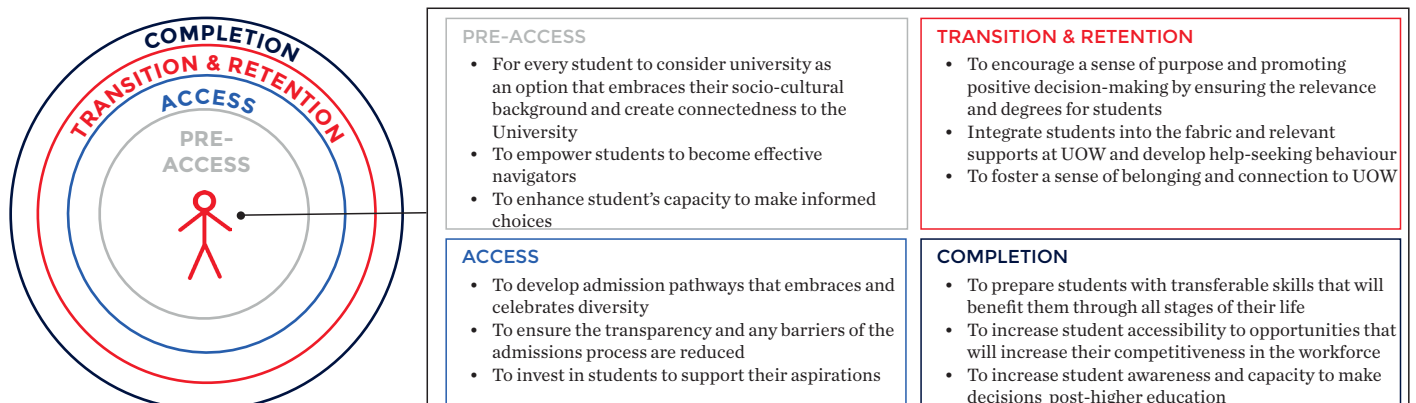 COMPLETION
TRANSITION & RETENTION
ACCESS
PRE-
ACCESS
PRE-ACCESS
• For every student to consider university as
an option that embraces their socio-cultural
background and create connectedness to the
University
• To empower students to become effective
navigators
• To enhance student’s capacity to make informed
choices
TRANSITION & RETENTION
• To encourage a sense of purpose and promoting
positive decision-making by ensuring the relevance
and degrees for students
• Integrate students into the fabric and relevant
supports at UOW and develop help-seeking behaviour
• To foster a sense of belonging and connection to UOW
ACCESS
• To develop admission pathways that embraces and
celebrates diversity
• To ensure the transparency and any barriers of the
admissions process are reduced
• To invest in students to support their aspirations
COMPLETION
• To prepare students with transferable skills that will
benefit them through all stages of their life
• To increase student accessibility to opportunities that
will increase their competitiveness in the workforce
• To increase student awareness and capacity to make
decisions post-higher education